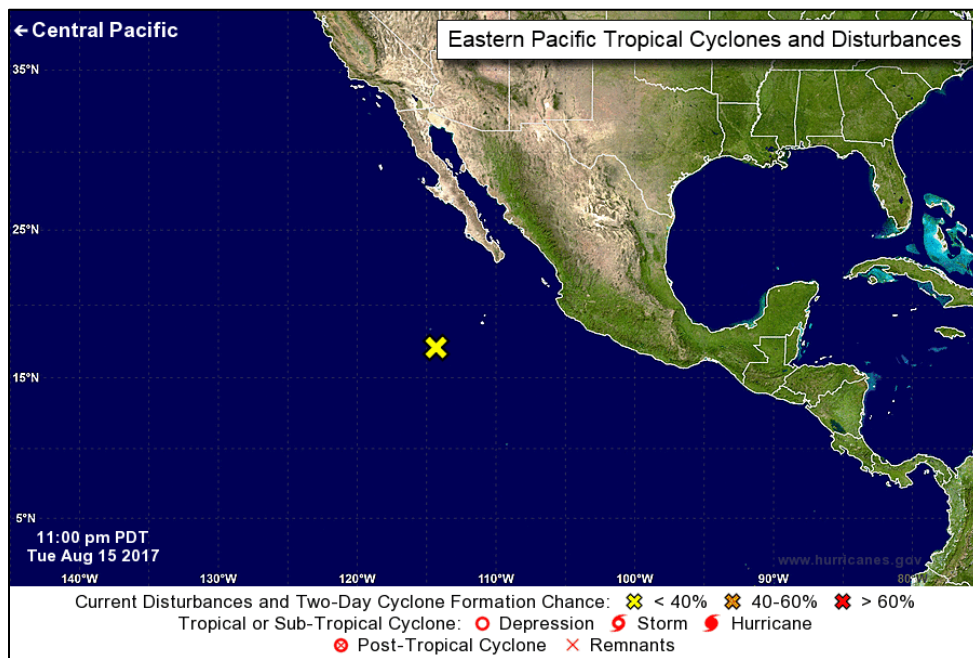 ←Central Pacific
Eastern Pacific Tropical Cyclones and Disturbances
35°N
25°N
15°N
5°N
11:00 pm PDT
Tue Aug 15 2017
www.hurricanes.gov
140°W 130°W 120°W 110°W 100°W 90°W 80°W
Current Disturbances and Two-Day Cyclone Formation Chance: < 40% 40-60% > 60%
Tropical or Sub-Tropical Cyclone: Depression Storm Hurricane
Post-Tropical Cyclone Remnants